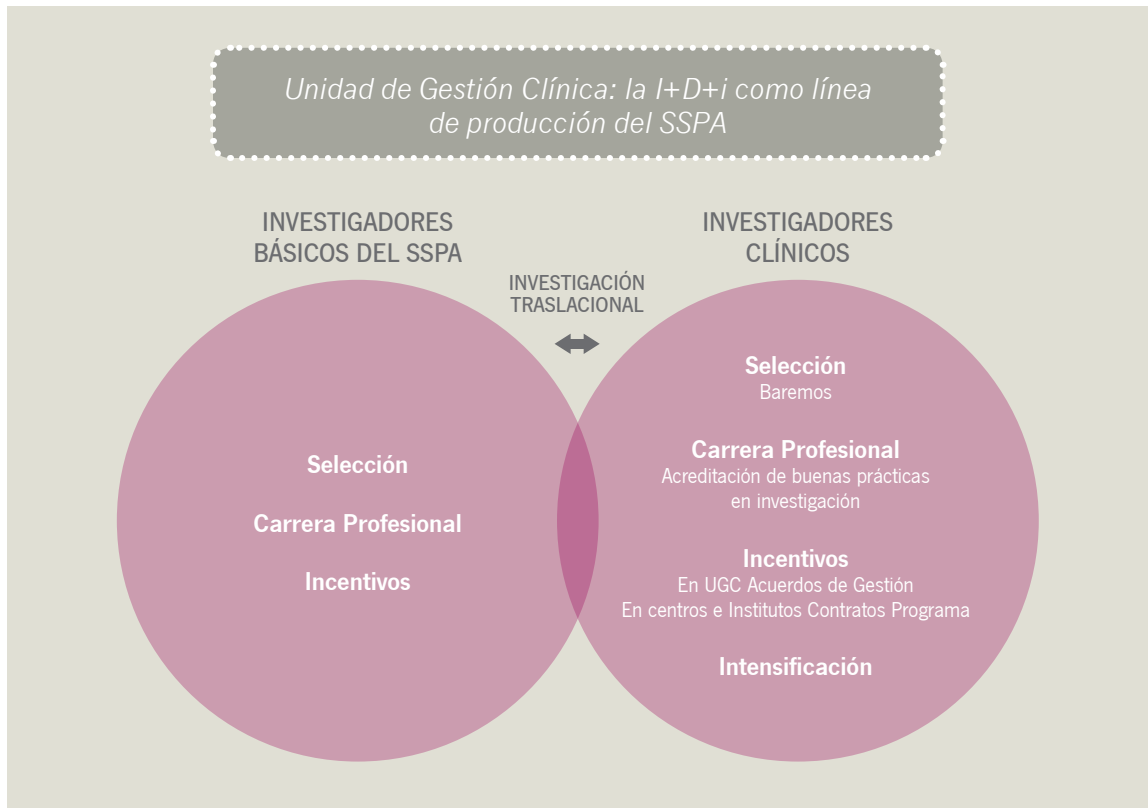 Unidad de Gestión Clínica: la I+D+i como línea
de producción del SSPA
INVESTIGADORES
BÁSICOS DEL SSPA
INVESTIGACIÓN
TRASLACIONAL
INVESTIGADORES
CLÍNICOS
Selección
Carrera Profesional
Incentivos
Selección
Baremos
Carrera Profesional
Acreditación de buenas prácticas
en investigación
Incentivos
En UGC Acuerdos de Gestión
En centros e Institutos Contratos Programa
Intensificación